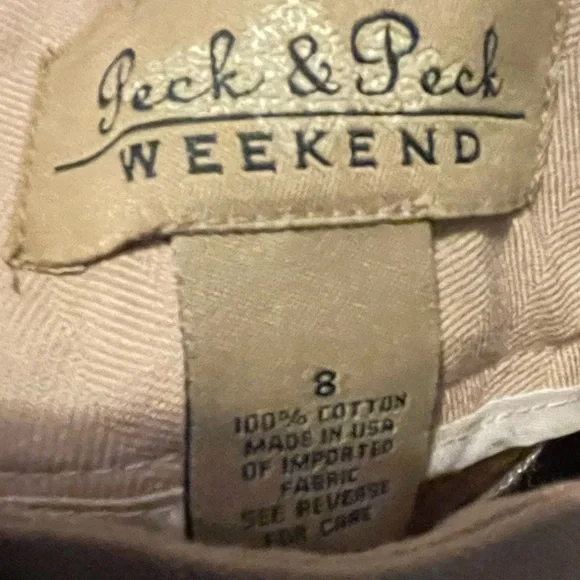 Peck & Peck
WEEKEND
8
100% COTTON
MADE IN USA
OF IMPORTED
FABRIC
SEE REVERSE
FOR CARE